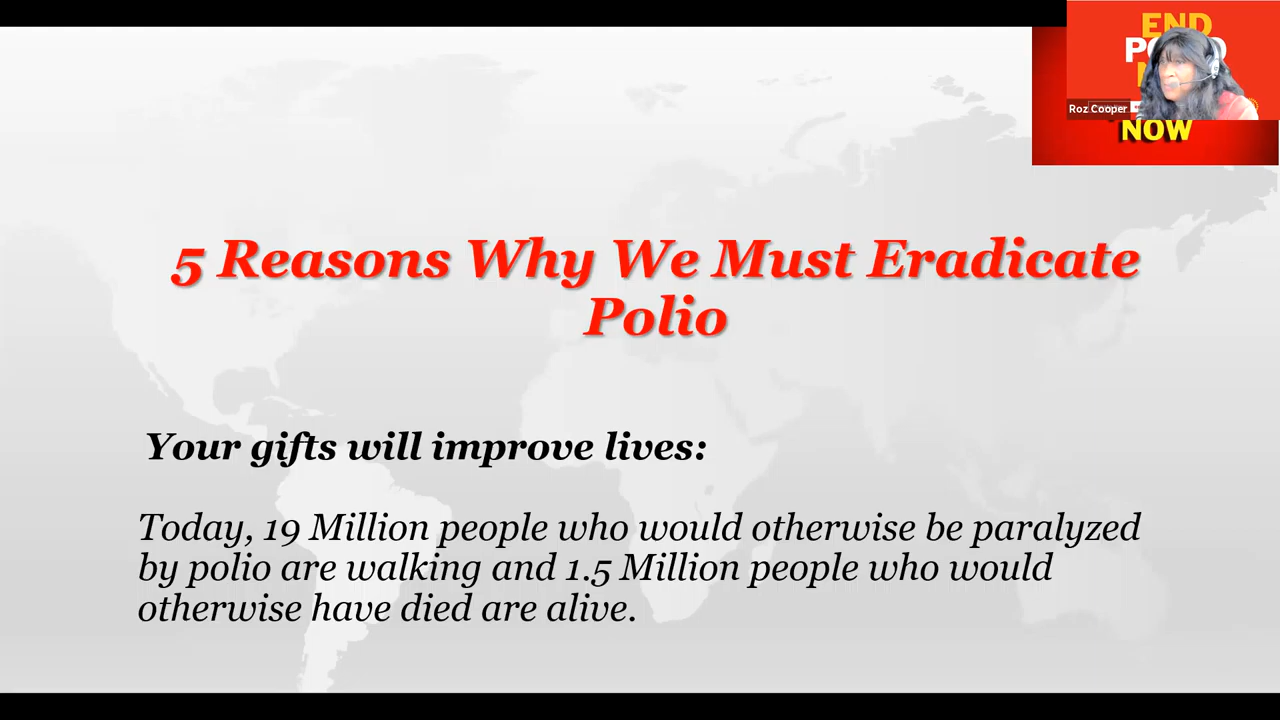 END
NOW
Roz Cooper
5 Reasons Why We Must Eradicate
Polio
Your gifts will improve lives:
Today, 19 Million people who would otherwise be paralyzed
by polio are walking and 1.5 Million people who would
otherwise have died are alive.